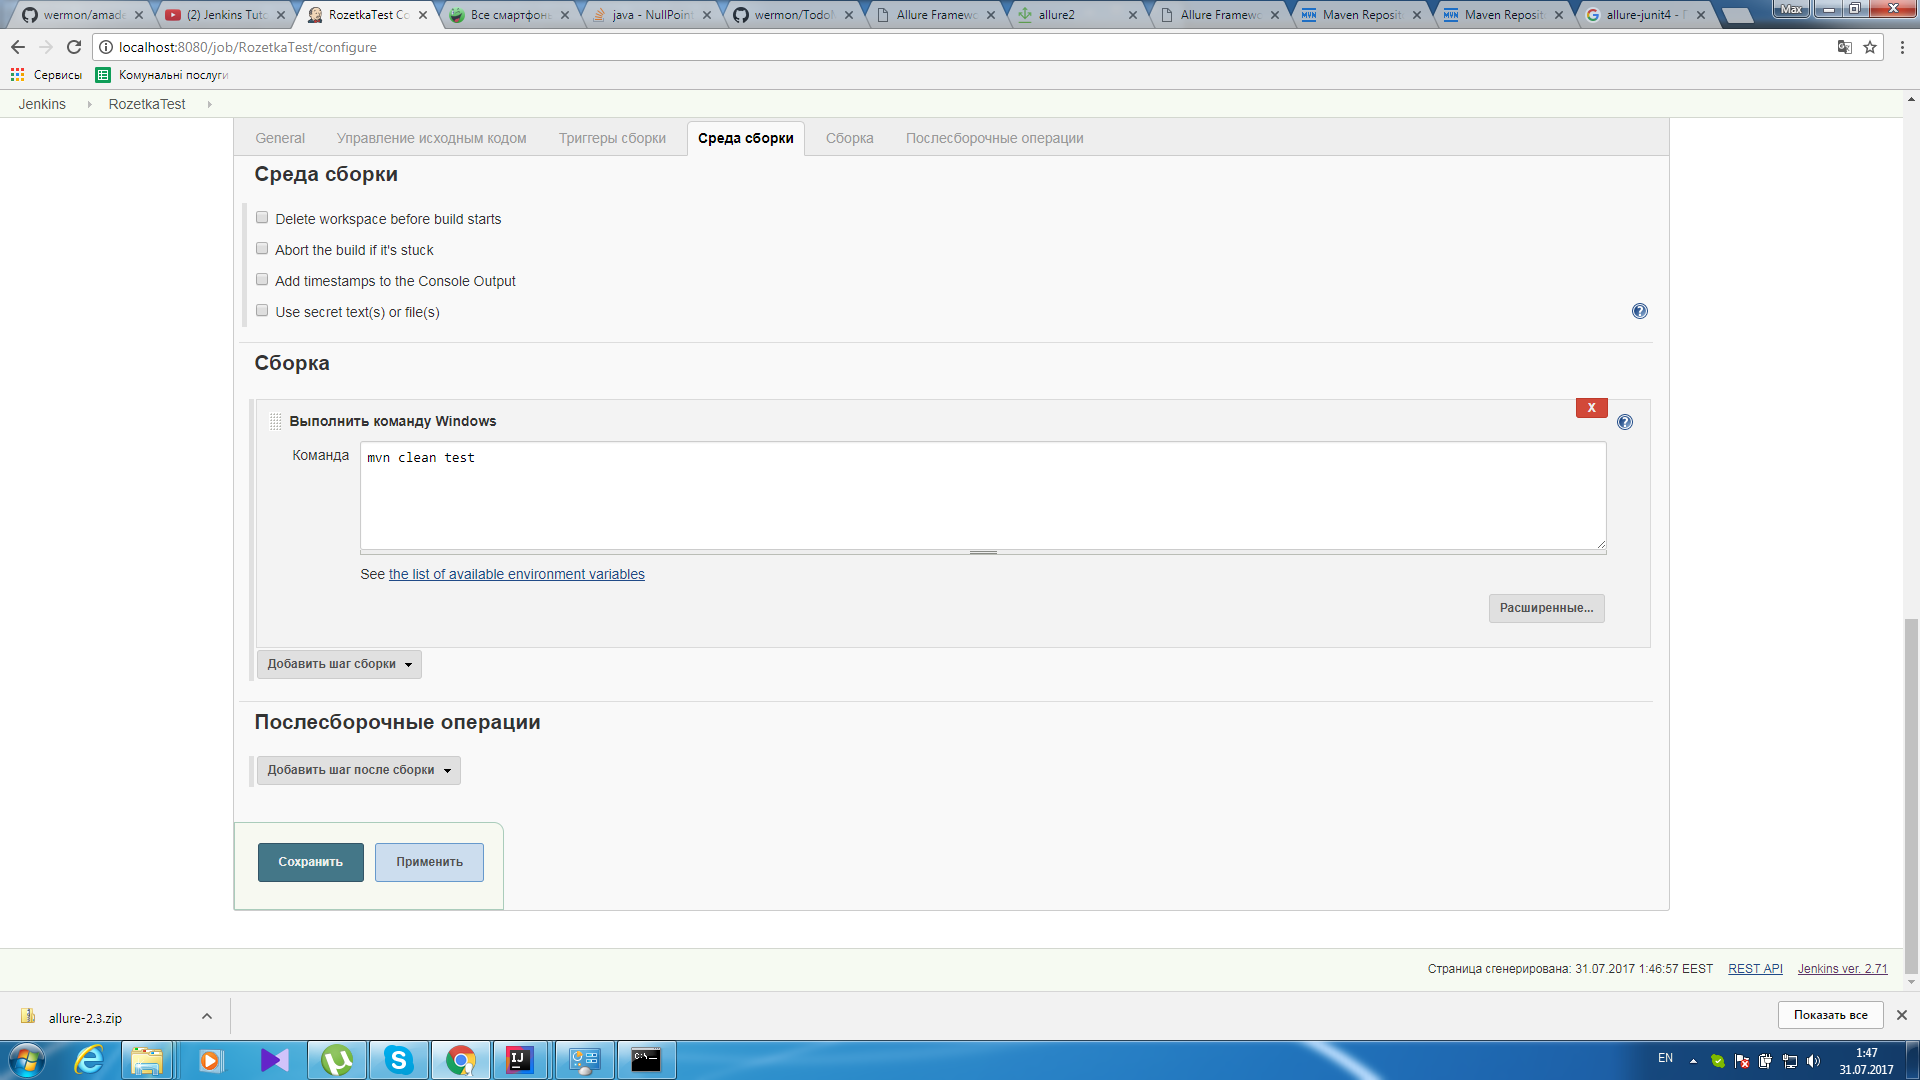 wermon/amade
(2) Jenkins Tuto
RozetkaTest Co
Все смартфоны
java - NullPoint
wermon/TodoM
Allure Framewo
allure2
Allure Framewo
Maven Reposito
Maven Reposito
allure-junit4 - П
Max
localhost:8080/job/RozetkaTest/configure
Сервисы
Комунальні послуги
Jenkins
RozetkaTest
General
Управление исходным кодом
Триггеры сборки
Среда сборки
Сборка
Послесборочные операции
Среда сборки
Delete workspace before build starts
Abort the build if it's stuck
Add timestamps to the Console Output
Use secret text(s) or file(s)
Сборка
X
Выполнить команду Windows
Команда
mvn clean test
See the list of available environment variables
Расширенные...
Добавить шаг сборки
Послесборочные операции
Добавить шаг после сборки
Сохранить
Применить
Страница сгенерирована: 31.07.2017 1:46:57 EEST
REST API
Jenkins ver. 2.71
allure-2.3.zip
Показать все
EN
1:47
31.07.2017